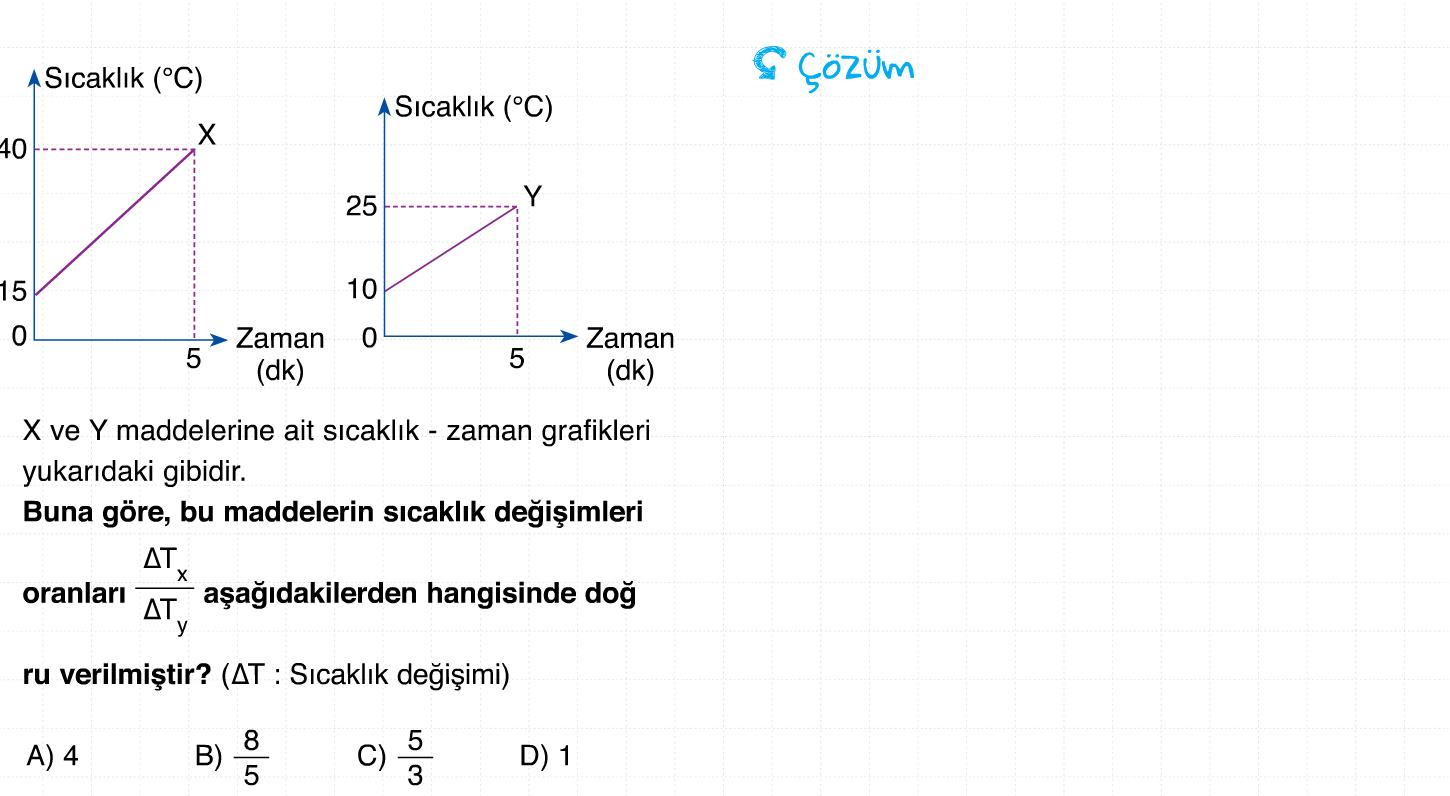 Çözüm
Sıcaklık (°C)
X
40
15
0
5
Zaman
(dk)
Sıcaklık (°C)
Y
25
10
0
5
Zaman
(dk)
X ve Y maddelerine ait sıcaklık - zaman grafikleri
yukarıdaki gibidir.
Buna göre, bu maddelerin sıcaklık değişimleri
oranları ΔTx / ΔTy aşağıdakilerden hangisinde doğ
ru verilmiştir? (ΔT : Sıcaklık değişimi)
A) 4 B) 8/5 C) 5/3 D) 1